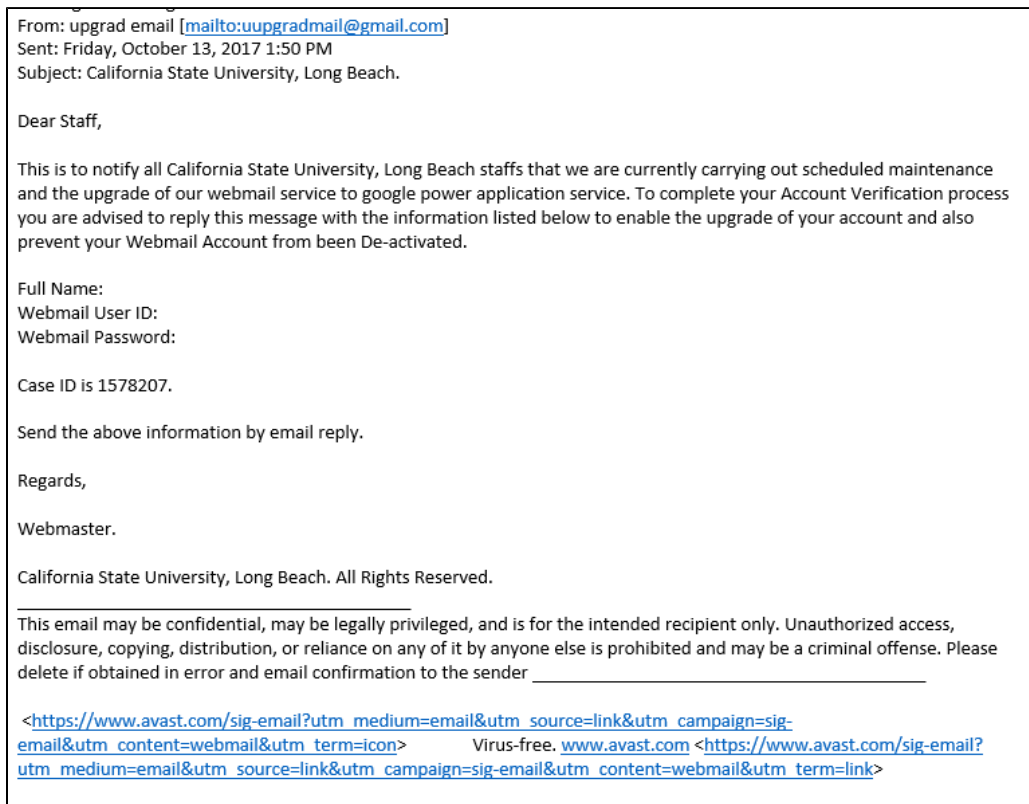 From: upgrad email [mailto:uupgradmail@gmail.com]
Sent: Friday, October 13, 2017 1:50 PM
Subject: California State University, Long Beach.
Dear Staff,
This is to notify all California State University, Long Beach staffs that we are currently carrying out scheduled maintenance
and the upgrade of our webmail service to google power application service. To complete your Account Verification process
you are advised to reply this message with the information listed below to enable the upgrade of your account and also
prevent your Webmail Account from been De-activated.
Full Name:
Webmail User ID:
Webmail Password:
Case ID is 1578207.
Send the above information by email reply.
Regards,
Webmaster.
California State University, Long Beach. All Rights Reserved.
This email may be confidential, may be legally privileged, and is for the intended recipient only. Unauthorized access,
disclosure, copying, distribution, or reliance on any of it by anyone else is prohibited and may be a criminal offense. Please
delete if obtained in error and email confirmation to the sender
<https://www.avast.com/sig-email?utm_medium=email&utm_source=link&utm_campaign=sig-
email&utm_content=webmail&utm_term=icon> Virus-free. www.avast.com <https://www.avast.com/sig-email?
utm_medium=email&utm_source=link&utm_campaign=sig-email&utm_content=webmail&utm_term=link>